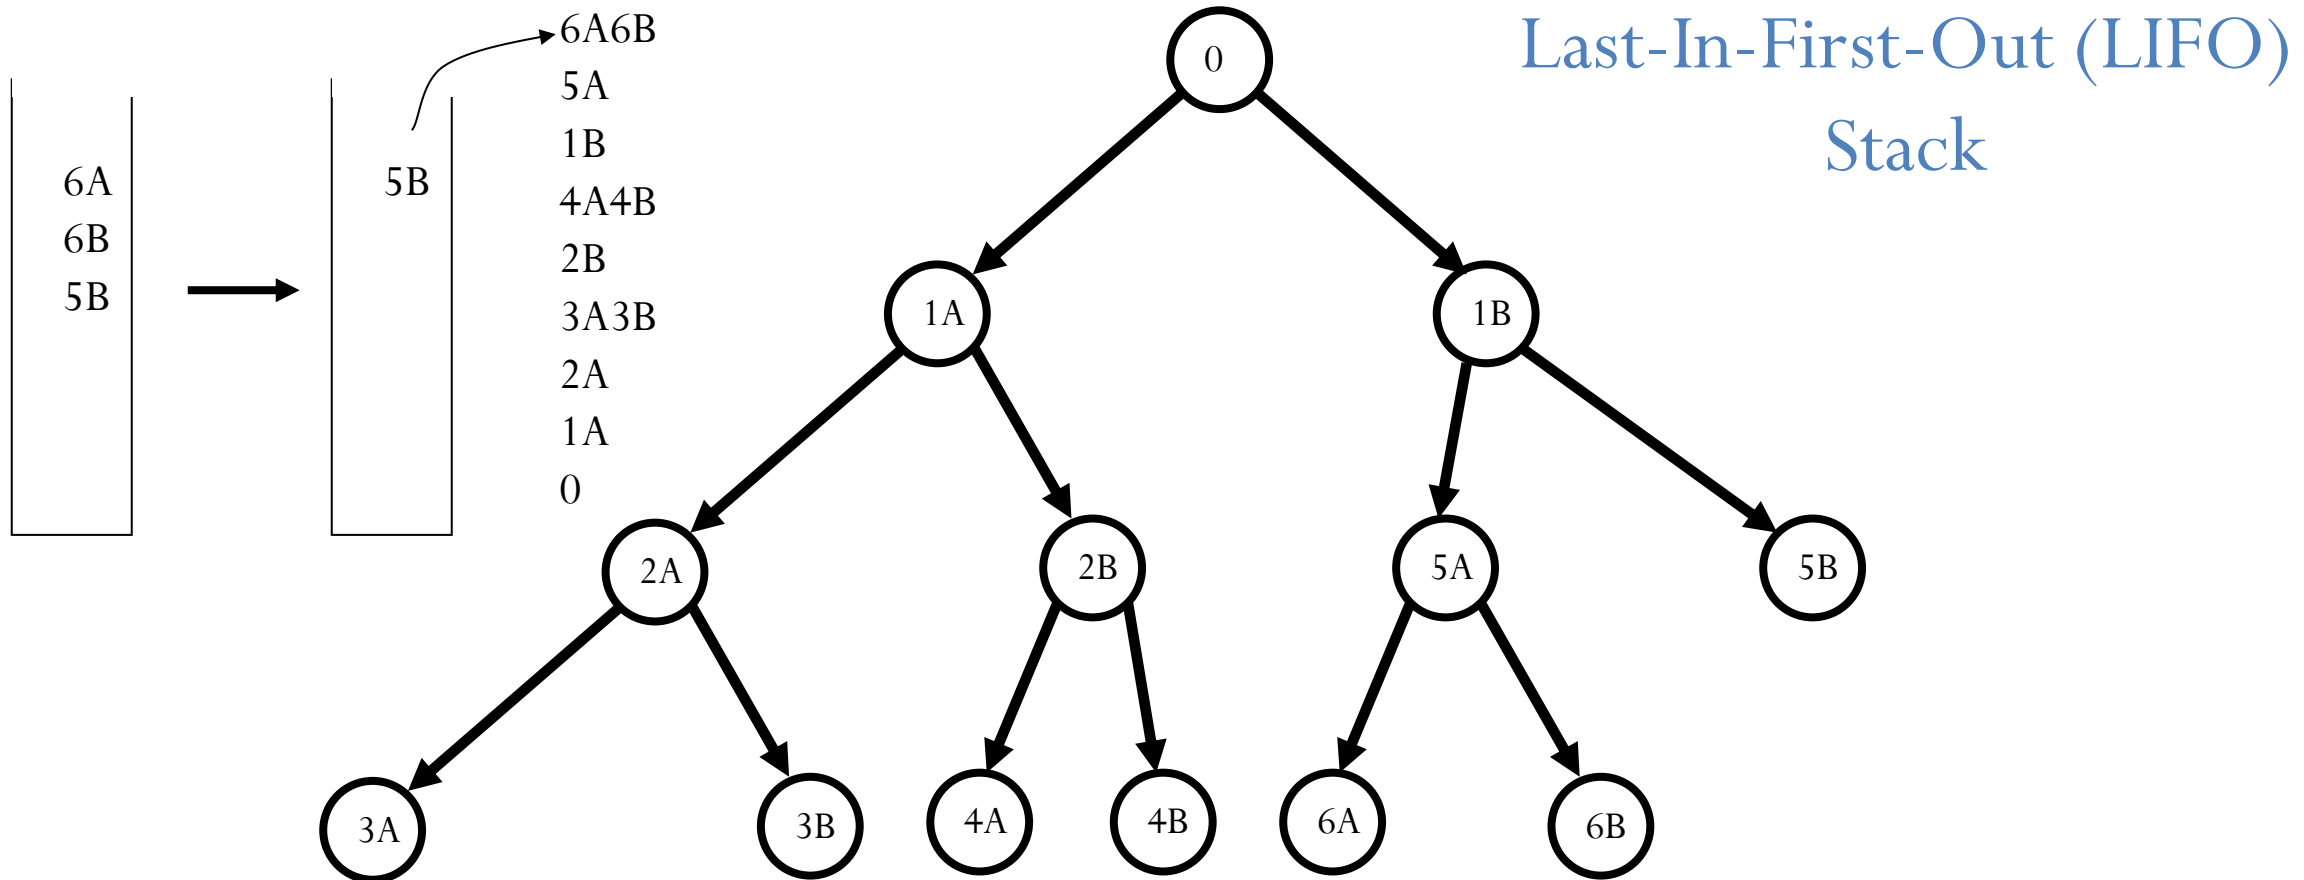 Last-In-First-Out (LIFO)
Stack
6A
6B
5B
5B
6A6B
5A
1B
4A4B
2B
3A3B
2A
1A
0
0
1A
1B
2A
2B
5A
5B
3A
3B
4A
4B
6A
6B